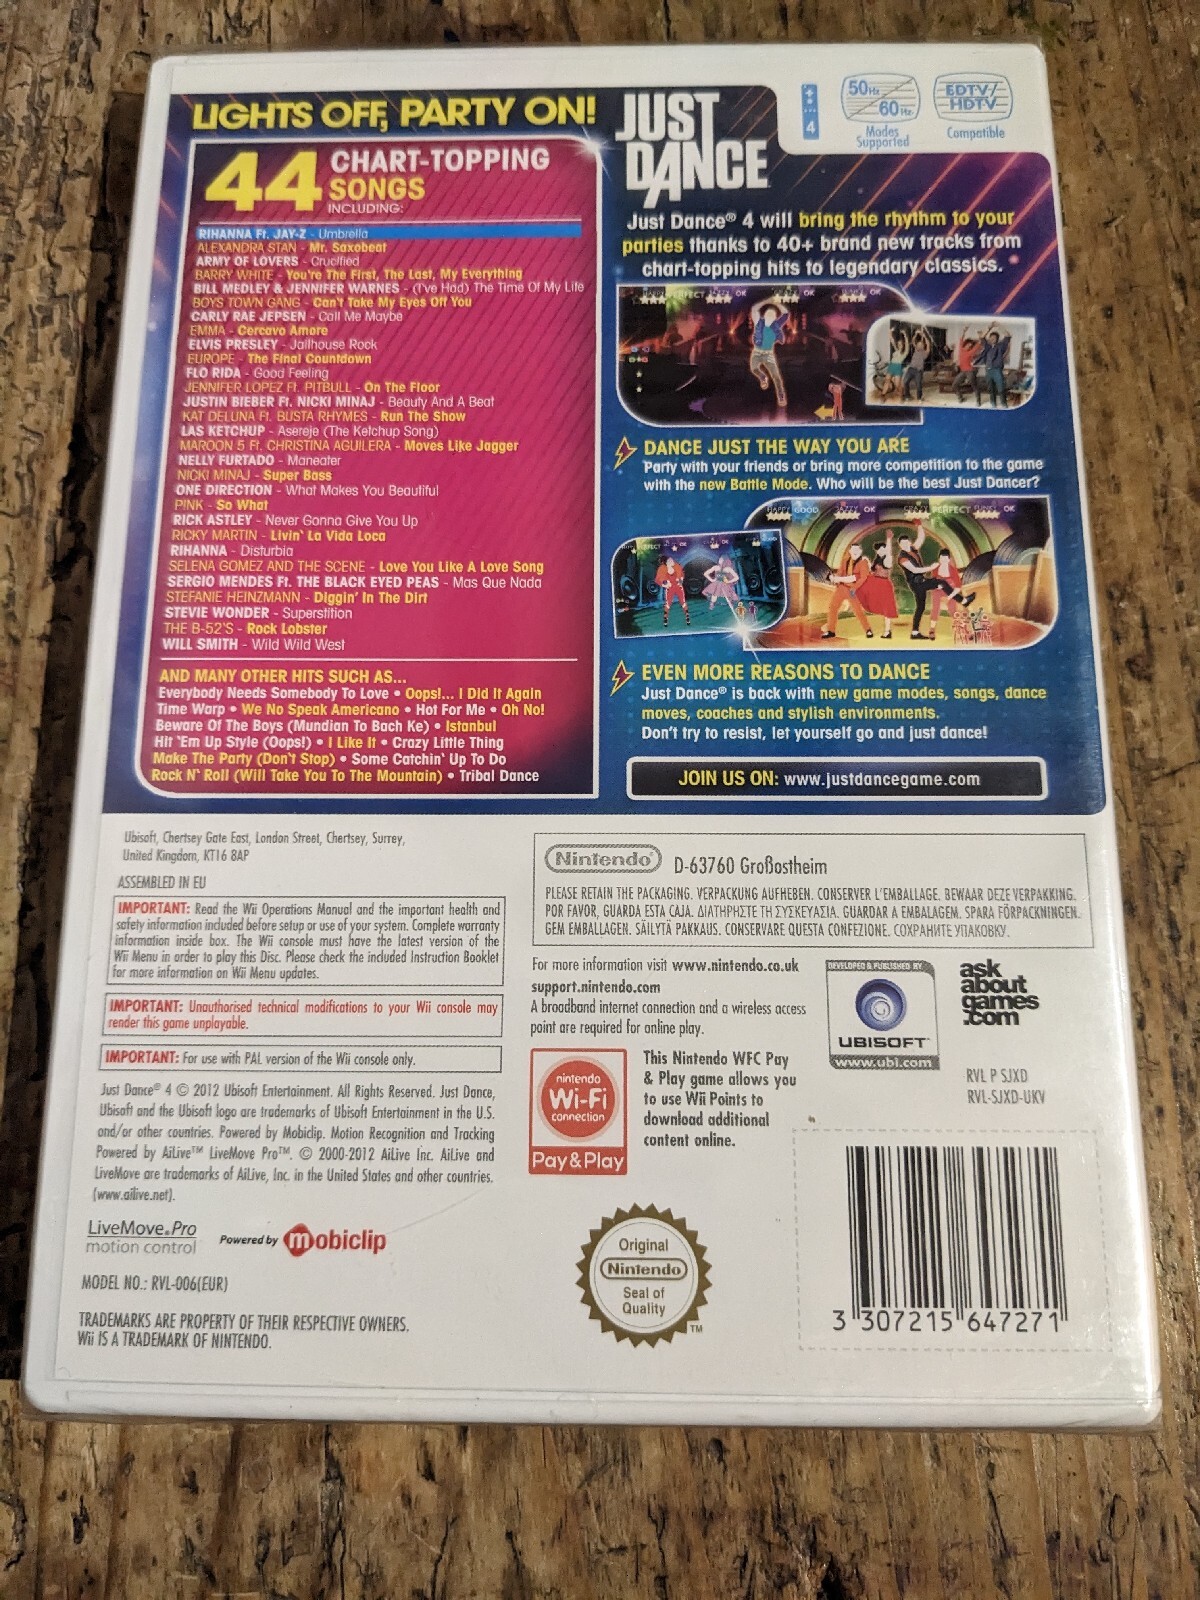 LIGHTS OFF, PARTY ON!
44 CHART-TOPPING
SONGS
INCLUDING:
RIHANNA Ft. JAY-Z - Umbrella
ALEXANDRA STAN - Mr. Saxobeat
ARMY OF LOVERS - Crucified
BARRY WHITE - You're The First, The Last, My Everything
BILL MEDLEY & JENNIFER WARNES - (I've Had) The Time Of My Life
BOYS TOWN GANG - Can't Take My Eyes Off You
CARLY RAE JEPSEN - Call Me Maybe
EMMA - Cercavo Amore
ELVIS PRESLEY - Jailhouse Rock
EUROPE - The Final Countdown
FLO RIDA - Good Feeling
JENNIFER LOPEZ Ft. PITBULL - On The Floor
JUSTIN BIEBER Ft. NICKI MINAJ - Beauty And A Beat
KAT DELUNA Ft. BUSTA RHYMES - Run The Show
LAS KETCHUP - Asereje (The Ketchup Song)
MAROON 5 Ft. CHRISTINA AGUILERA - Moves Like Jagger
NELLY FURTADO - Maneater
NICKI MINAJ - Super Bass
ONE DIRECTION - What Makes You Beautiful
PINK - So What
RICK ASTLEY - Never Gonna Give You Up
RICKY MARTIN - Livin' La Vida Loca
RIHANNA - Disturbia
SELENA GOMEZ AND THE SCENE - Love You Like A Love Song
SERGIO MENDES Ft. THE BLACK EYED PEAS - Mas Que Nada
STEFANIE HEINZMANN - Diggin' In The Dirt
STEVIE WONDER - Superstition
THE B-52'S - Rock Lobster
WILL SMITH - Wild Wild West
AND MANY OTHER HITS SUCH AS...
Everybody Needs Somebody To Love • Oops!... I Did It Again
Time Warp • We No Speak Americano • Hot For Me • Oh No!
Beware Of The Boys (Mundian To Bach Ke) • Istanbul
Hit 'Em Up Style (Oops!) • I Like It • Crazy Little Thing
Make The Party (Don't Stop) • Some Catchin' Up To Do
Rock N' Roll (Will Take You To The Mountain) • Tribal Dance
JUST
DANCE
4
50Hz
60Hz
Modes
Supported
EDTV/
HDTV
Compatible
Just Dance® 4 will bring the rhythm to your
parties thanks to 40+ brand new tracks from
chart-topping hits to legendary classics.
PERFECT OK OK OK
DANCE JUST THE WAY YOU ARE
Party with your friends or bring more competition to the game
with the new Battle Mode. Who will be the best Just Dancer?
GOOD OK PERFECT OK
EVEN MORE REASONS TO DANCE
Just Dance® is back with new game modes, songs, dance
moves, coaches and stylish environments.
Don't try to resist, let yourself go and just dance!
JOIN US ON: www.justdancegame.com
Ubisoft, Chertsey Gate East, London Street, Chertsey, Surrey,
United Kingdom, KT16 8AP
ASSEMBLED IN EU
IMPORTANT: Read the Wii Operations Manual and the important health and
safety information included before setup or use of your system. Complete warranty
information inside box. The Wii console must have the latest version of the
Wii Menu in order to play this Disc. Please check the included Instruction Booklet
for more information on Wii Menu updates.
IMPORTANT: Unauthorised technical modifications to your Wii console may
render this game unplayable.
IMPORTANT: For use with PAL version of the Wii console only.
Just Dance® 4 © 2012 Ubisoft Entertainment. All Rights Reserved. Just Dance,
Ubisoft and the Ubisoft logo are trademarks of Ubisoft Entertainment in the U.S.
and/or other countries. Powered by Mobiclip. Motion Recognition and Tracking
Powered by AiLive™ LiveMove Pro™. © 2000-2012 AiLive Inc. AiLive and
LiveMove are trademarks of AiLive, Inc. in the United States and other countries.
(www.ailive.net).
LiveMove Pro
motion control
Powered by mobiclip
MODEL NO.: RVL-006(EUR)
TRADEMARKS ARE PROPERTY OF THEIR RESPECTIVE OWNERS.
Wii IS A TRADEMARK OF NINTENDO.
Nintendo® D-63760 Großostheim
PLEASE RETAIN THE PACKAGING. VERPACKUNG AUFHEBEN. CONSERVER L'EMBALLAGE. BEWAAR DEZE VERPAKKING.
POR FAVOR, GUARDA ESTA CAJA. ΔΙΑΤΗΡΗΣΤΕ ΤΗ ΣΥΣΚΕΥΑΣΙΑ. GUARDAR A EMBALAGEM. SPARA FÖRPACKNINGEN.
GEM EMBALLAGEN. SÄILYTÄ PAKKAUS. CONSERVARE QUESTA CONFEZIONE. СОХРАНИТЕ УПАКОВКУ.
For more information visit www.nintendo.co.uk
support.nintendo.com
A broadband internet connection and a wireless access
point are required for online play.
nintendo
Wi-Fi
connection
Pay & Play
This Nintendo WFC Pay
& Play game allows you
to use Wii Points to
download additional
content online.
DEVELOPED & PUBLISHED BY
UBISOFT
www.ubi.com
ask
about
games
.com
RVL P SJXD
RVL-SJXD-UKV
Original
Nintendo
Seal of
Quality
TM
3 307215 647271